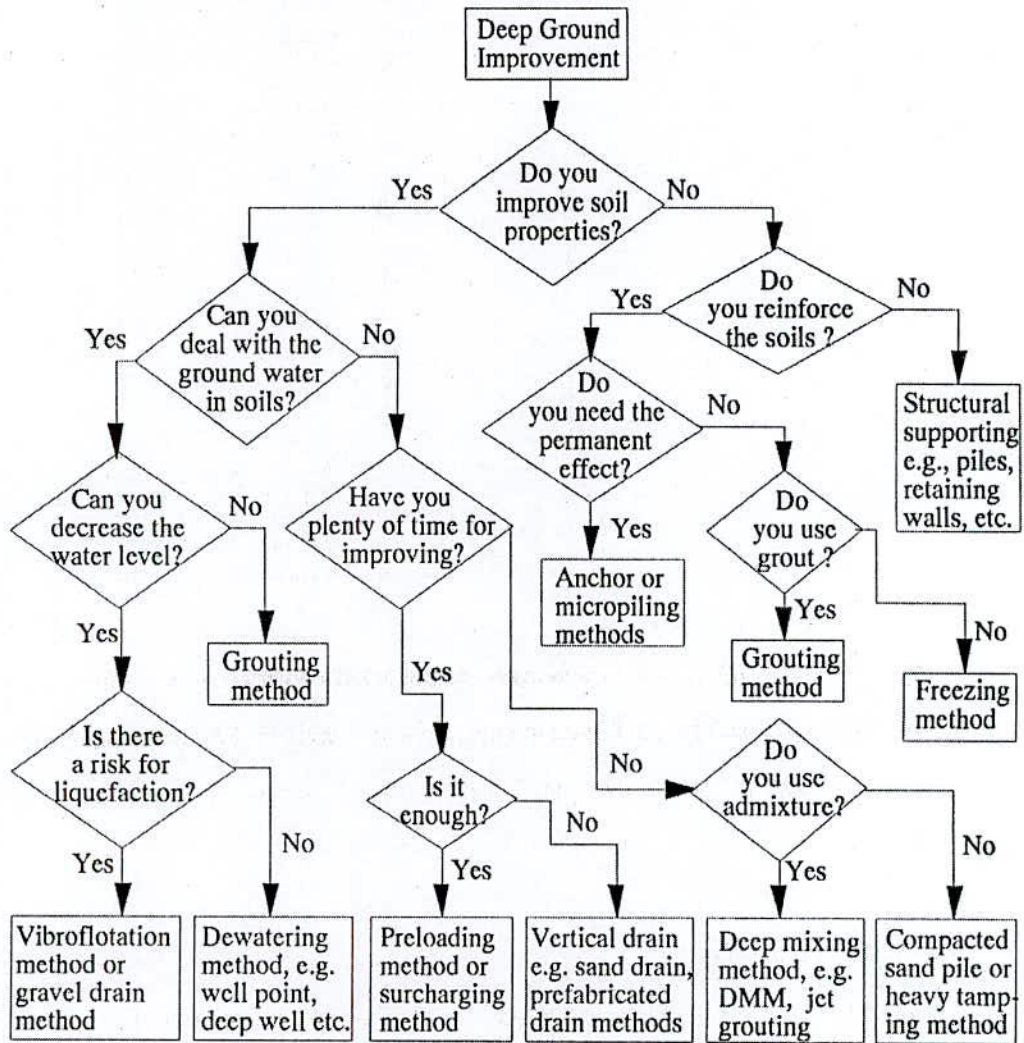 Deep Ground
Improvement
Do you
improve soil
properties?
Yes
No
Can you
deal with the
ground water
in soils?
Yes
No
Do
you reinforce
the soils ?
Yes
No
Do
you need the
permanent
effect?
No
Yes
Structural
supporting
e.g., piles,
retaining
walls, etc.
Can you
decrease the
water level?
No
Yes
Have you
plenty of time for
improving?
Yes
No
Do
you use
grout ?
Yes
No
Anchor or
micropiling
methods
Grouting
method
Grouting
method
Freezing
method
Is there
a risk for
liquefaction?
Yes
No
Is it
enough?
Yes
No
Do
you use
admixture?
Yes
No
Vibroflotation
method or
gravel drain
method
Dewatering
method, e.g.
well point,
deep well etc.
Preloading
method or
surcharging
method
Vertical drain
e.g. sand drain,
prefabricated
drain methods
Deep mixing
method, e.g.
DMM, jet
grouting
Compacted
sand pile or
heavy tamp-
ing method